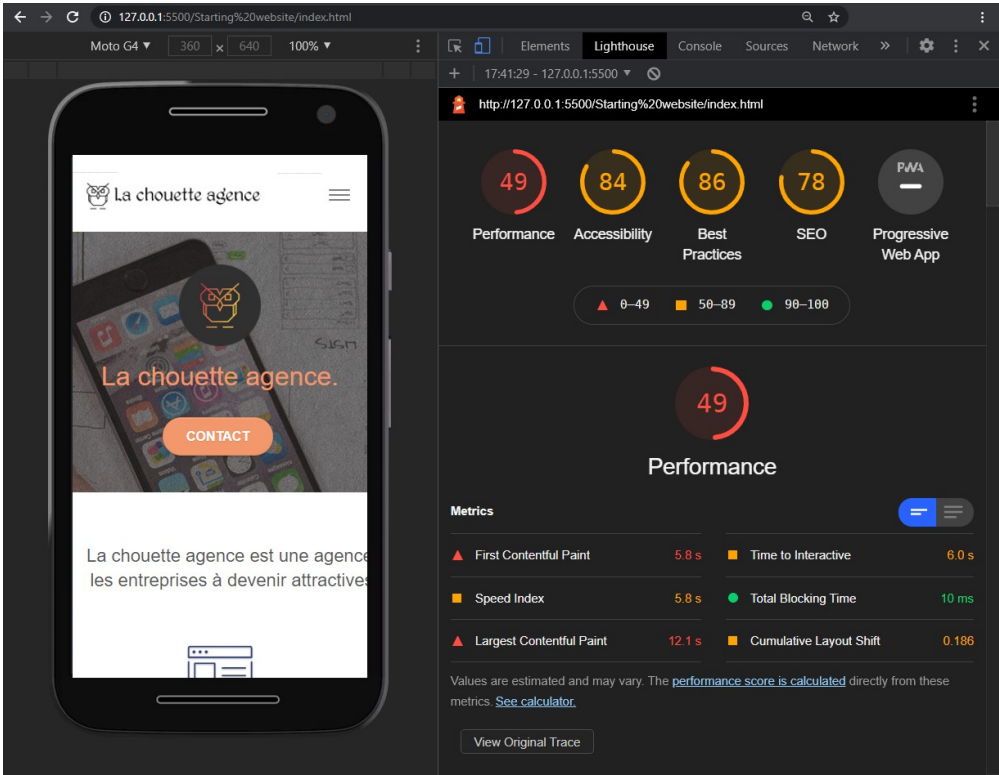 127.0.0.1:5500/Starting%20website/index.html
Moto G4 ▼ 360 × 640 100% ▼
Elements Lighthouse Console Sources Network »
17:41:29 - 127.0.0.1:5500 ▼
http://127.0.0.1:5500/Starting%20website/index.html
La chouette agence
La chouette agence.
CONTACT
La chouette agence est une agence
les entreprises à devenir attractives
49 84 86 78 PWA
Performance Accessibility Best Practices SEO Progressive Web App
0–49 50–89 90–100
49
Performance
Metrics
First Contentful Paint 5.8 s Time to Interactive 6.0 s
Speed Index 5.8 s Total Blocking Time 10 ms
Largest Contentful Paint 12.1 s Cumulative Layout Shift 0.186
Values are estimated and may vary. The performance score is calculated directly from these
metrics. See calculator.
View Original Trace